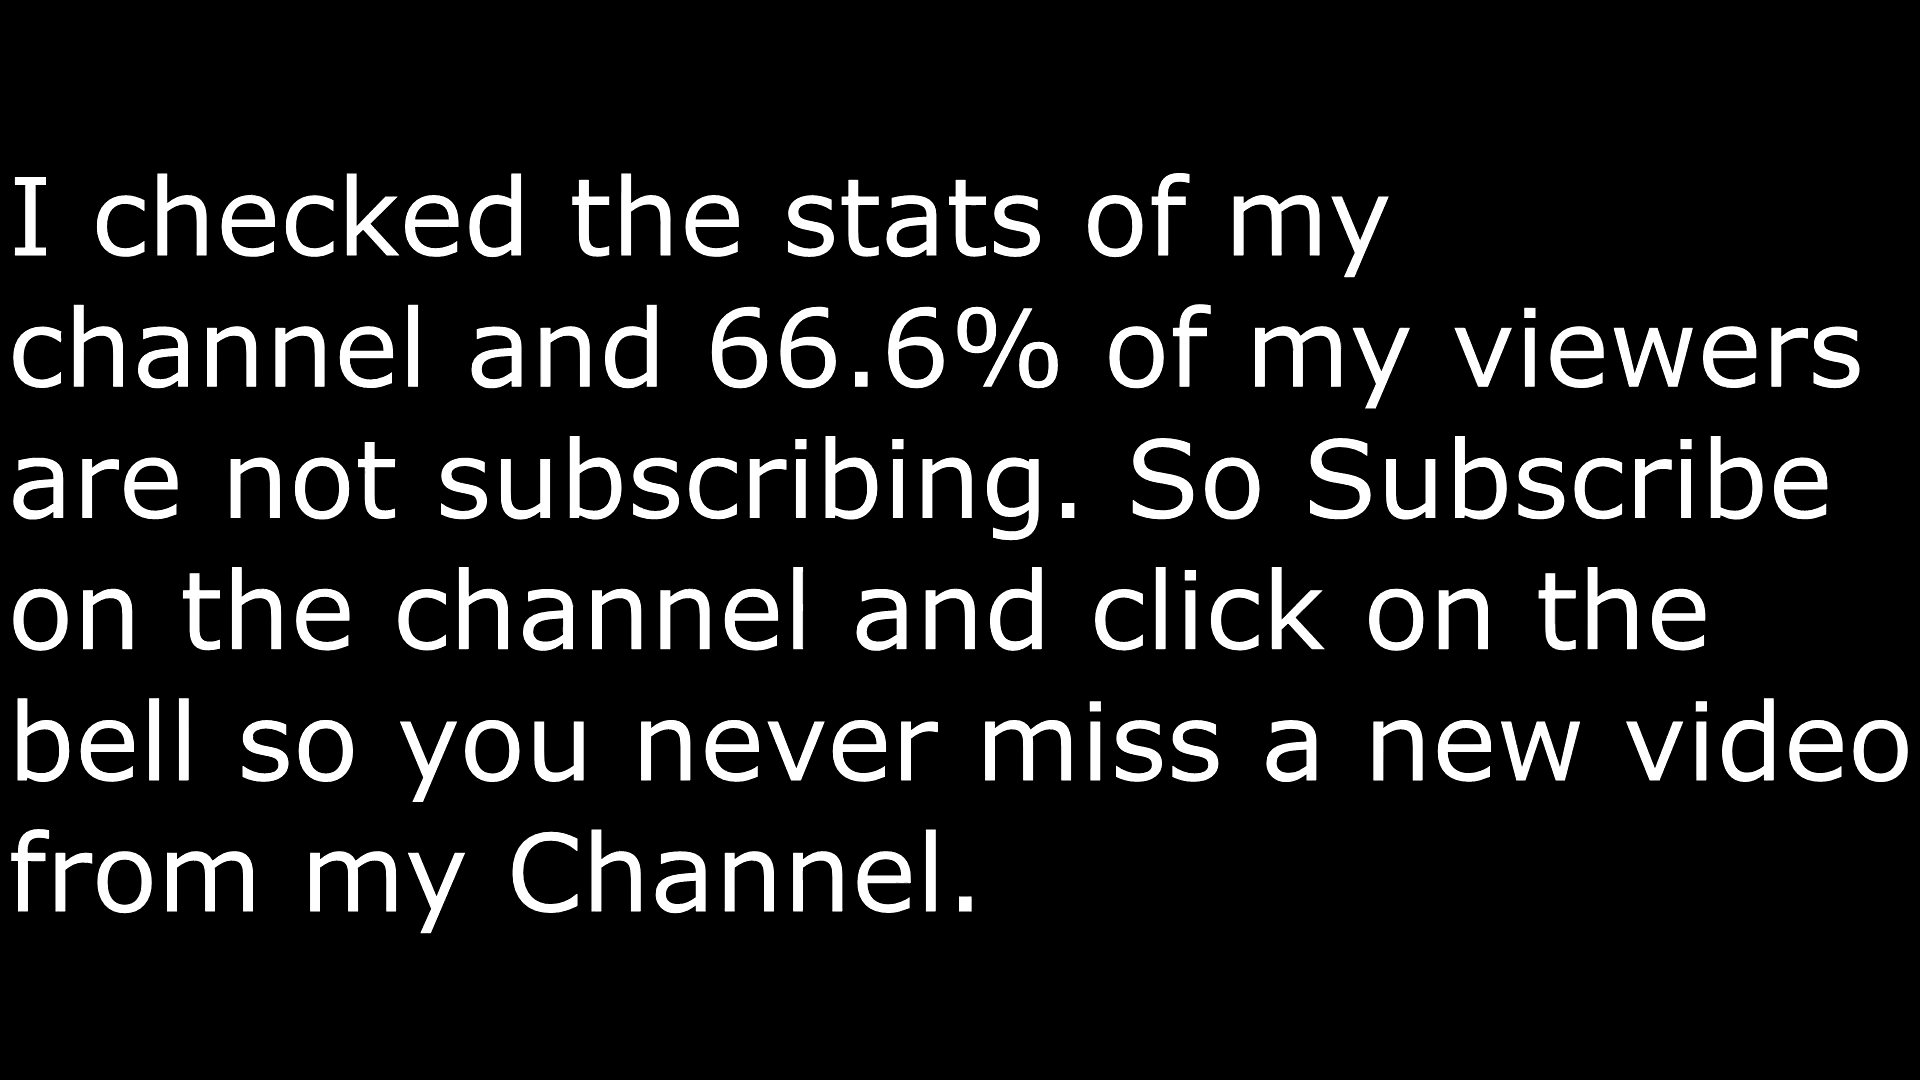 I checked the stats of my
channel and 66.6% of my viewers
are not subscribing. So Subscribe
on the channel and click on the
bell so you never miss a new video
from my Channel.